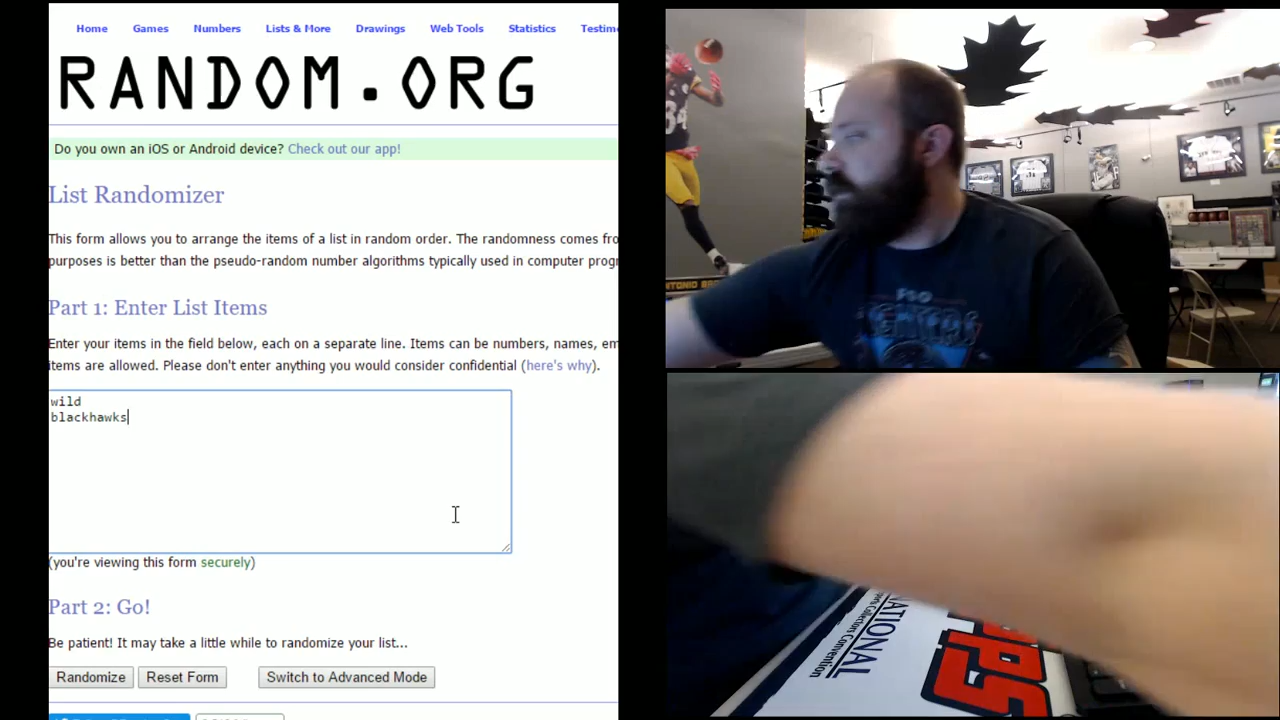 Home Games Numbers Lists & More Drawings Web Tools Statistics Testim
RANDOM.ORG
Do you own an iOS or Android device? Check out our app!
List Randomizer
This form allows you to arrange the items of a list in random order. The randomness comes fro
purposes is better than the pseudo-random number algorithms typically used in computer prog
Part 1: Enter List Items
Enter your items in the field below, each on a separate line. Items can be numbers, names, em
items are allowed. Please don't enter anything you would consider confidential (here's why).
wild
blackhawks
(you're viewing this form securely)
Part 2: Go!
Be patient! It may take a little while to randomize your list...
Randomize Reset Form Switch to Advanced Mode
84
NATIONAL
Collectors Convention